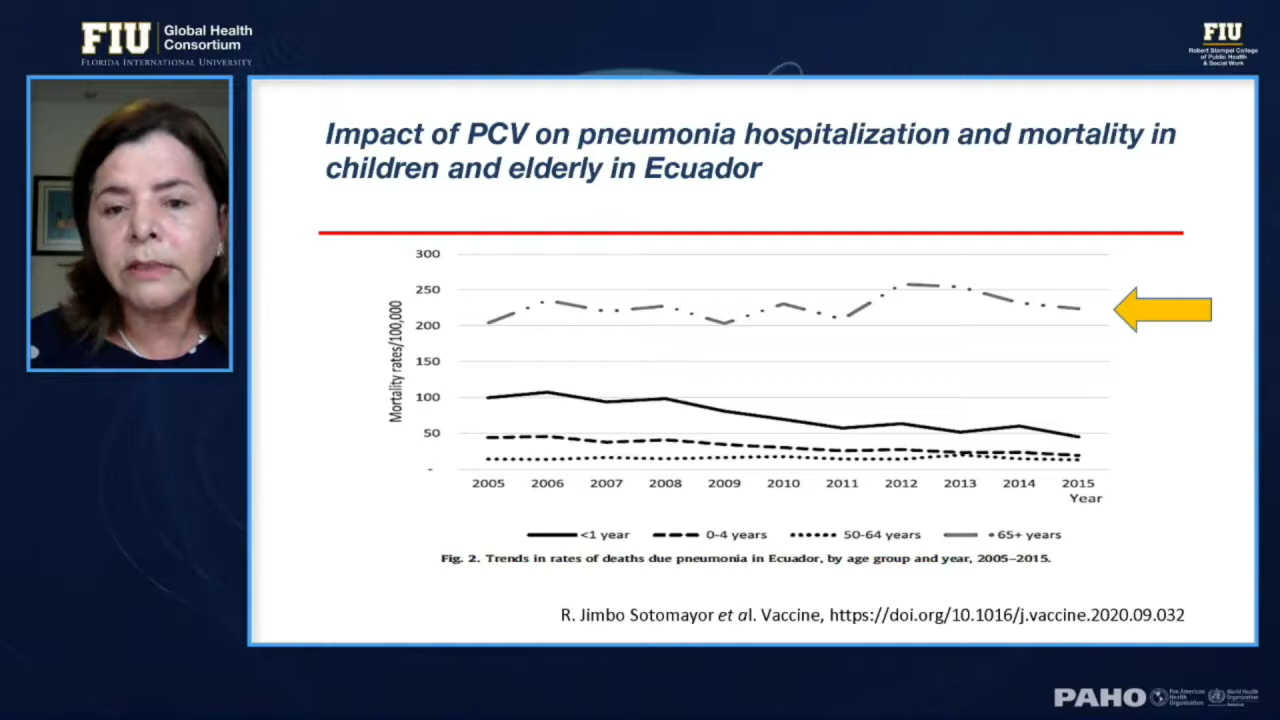 FIU
Global Health
Consortium
FLORIDA INTERNATIONAL UNIVERSITY
FIU
Robert Stempel College
of Public Health
& Social Work
Impact of PCV on pneumonia hospitalization and mortality in
children and elderly in Ecuador
Mortality rates/100,000
300
250
200
150
100
50
-
2005 2006 2007 2008 2009 2010 2011 2012 2013 2014 2015
Year
<1 year 0-4 years 50-64 years 65+ years
Fig. 2. Trends in rates of deaths due pneumonia in Ecuador, by age group and year, 2005–2015.
R. Jimbo Sotomayor et al. Vaccine, https://doi.org/10.1016/j.vaccine.2020.09.032
PAHO
Pan American
Health
Organization
World Health
Organization
Americas